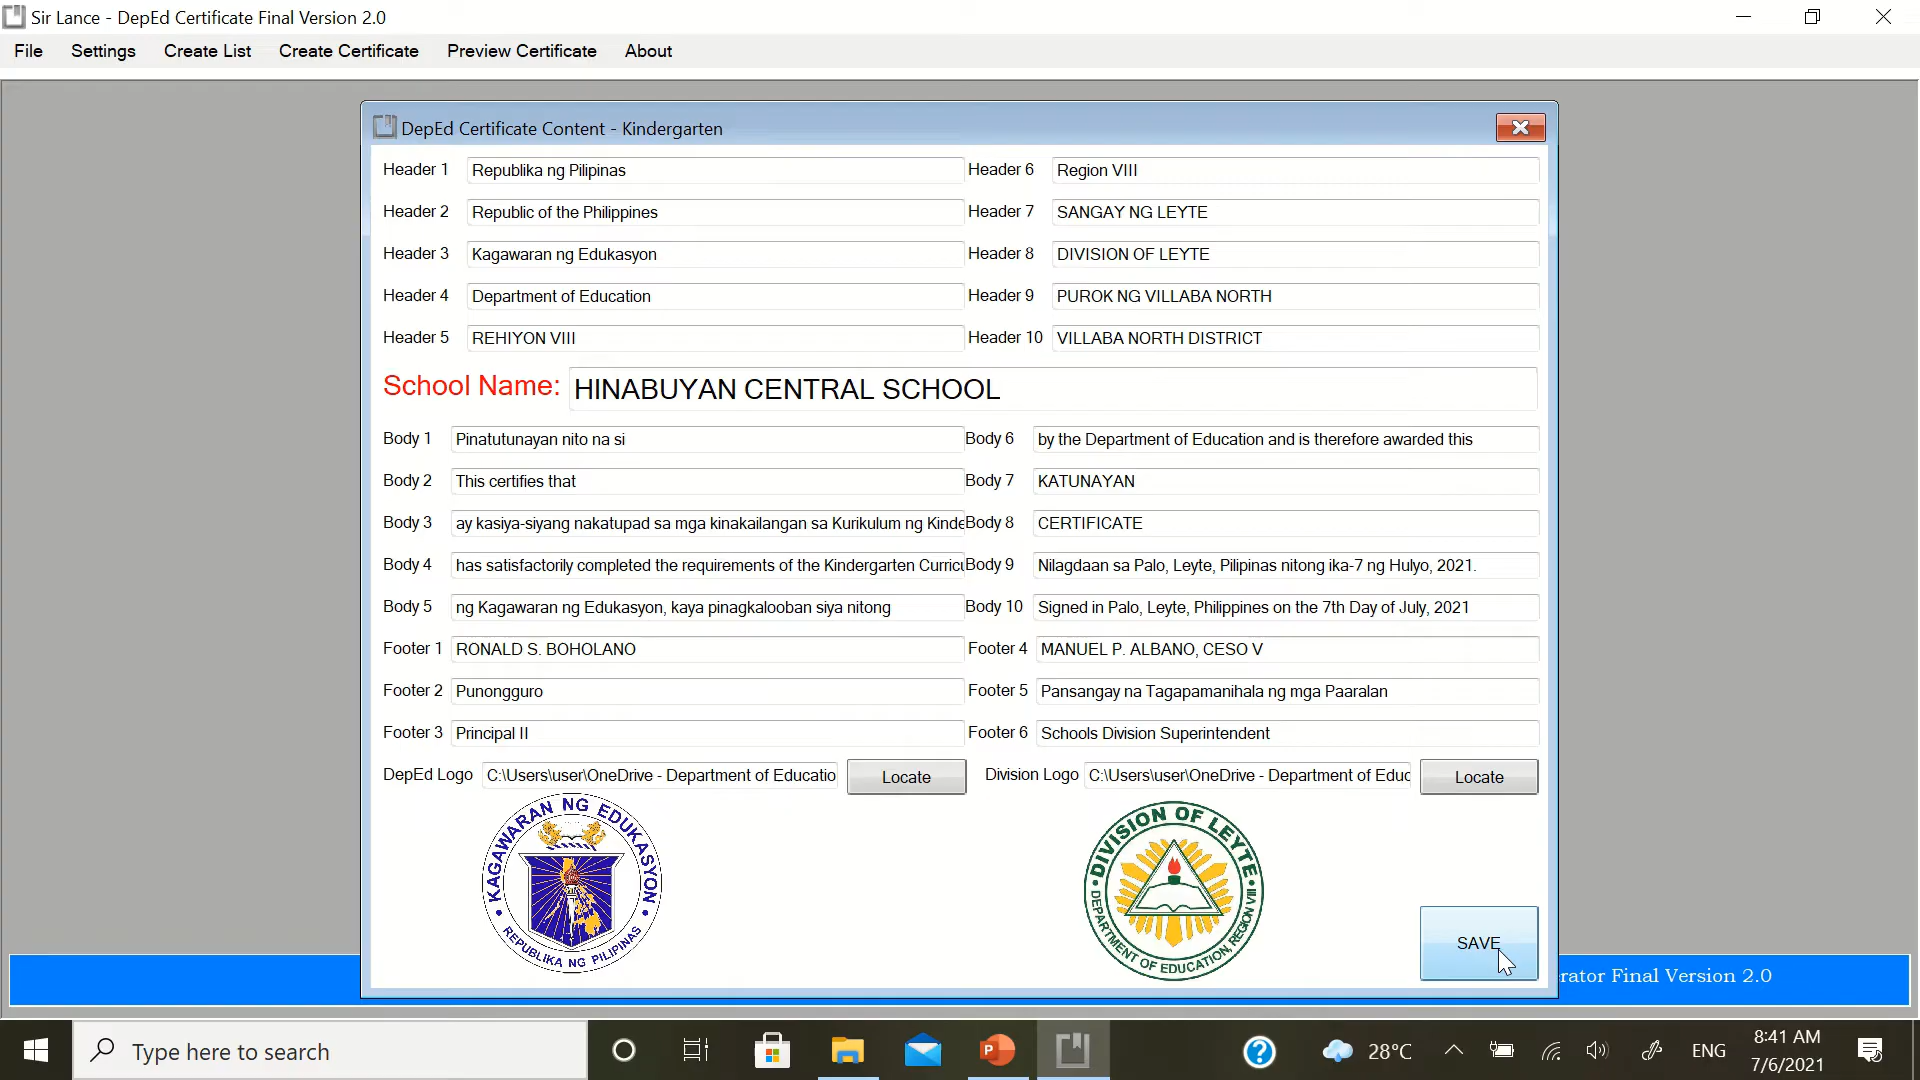 Sir Lance - DepEd Certificate Final Version 2.0
File Settings Create List Create Certificate Preview Certificate About
DepEd Certificate Content - Kindergarten
Header 1 Republika ng Pilipinas Header 6 Region VIII
Header 2 Republic of the Philippines Header 7 SANGAY NG LEYTE
Header 3 Kagawaran ng Edukasyon Header 8 DIVISION OF LEYTE
Header 4 Department of Education Header 9 PUROK NG VILLABA NORTH
Header 5 REHIYON VIII Header 10 VILLABA NORTH DISTRICT
School Name: HINABUYAN CENTRAL SCHOOL
Body 1 Pinatutunayan nito na si Body 6 by the Department of Education and is therefore awarded this
Body 2 This certifies that Body 7 KATUNAYAN
Body 3 ay kasiya-siyang nakatupad sa mga kinakailangan sa Kurikulum ng Kinde Body 8 CERTIFICATE
Body 4 has satisfactorily completed the requirements of the Kindergarten Curricu Body 9 Nilagdaan sa Palo, Leyte, Pilipinas nitong ika-7 ng Hulyo, 2021.
Body 5 ng Kagawaran ng Edukasyon, kaya pinagkalooban siya nitong Body 10 Signed in Palo, Leyte, Philippines on the 7th Day of July, 2021
Footer 1 RONALD S. BOHOLANO Footer 4 MANUEL P. ALBANO, CESO V
Footer 2 Punongguro Footer 5 Pansangay na Tagapamanihala ng mga Paaralan
Footer 3 Principal II Footer 6 Schools Division Superintendent
DepEd Logo C:\Users\user\OneDrive - Department of Educatio Locate Division Logo C:\Users\user\OneDrive - Department of Educ Locate
KAGAWARAN NG EDUKASYON
REPUBLIKA NG PILIPINAS
DIVISION OF LEYTE
DEPARTMENT OF EDUCATION, REGION VIII
SAVE
rator Final Version 2.0
Type here to search
28°C
ENG
8:41 AM
7/6/2021